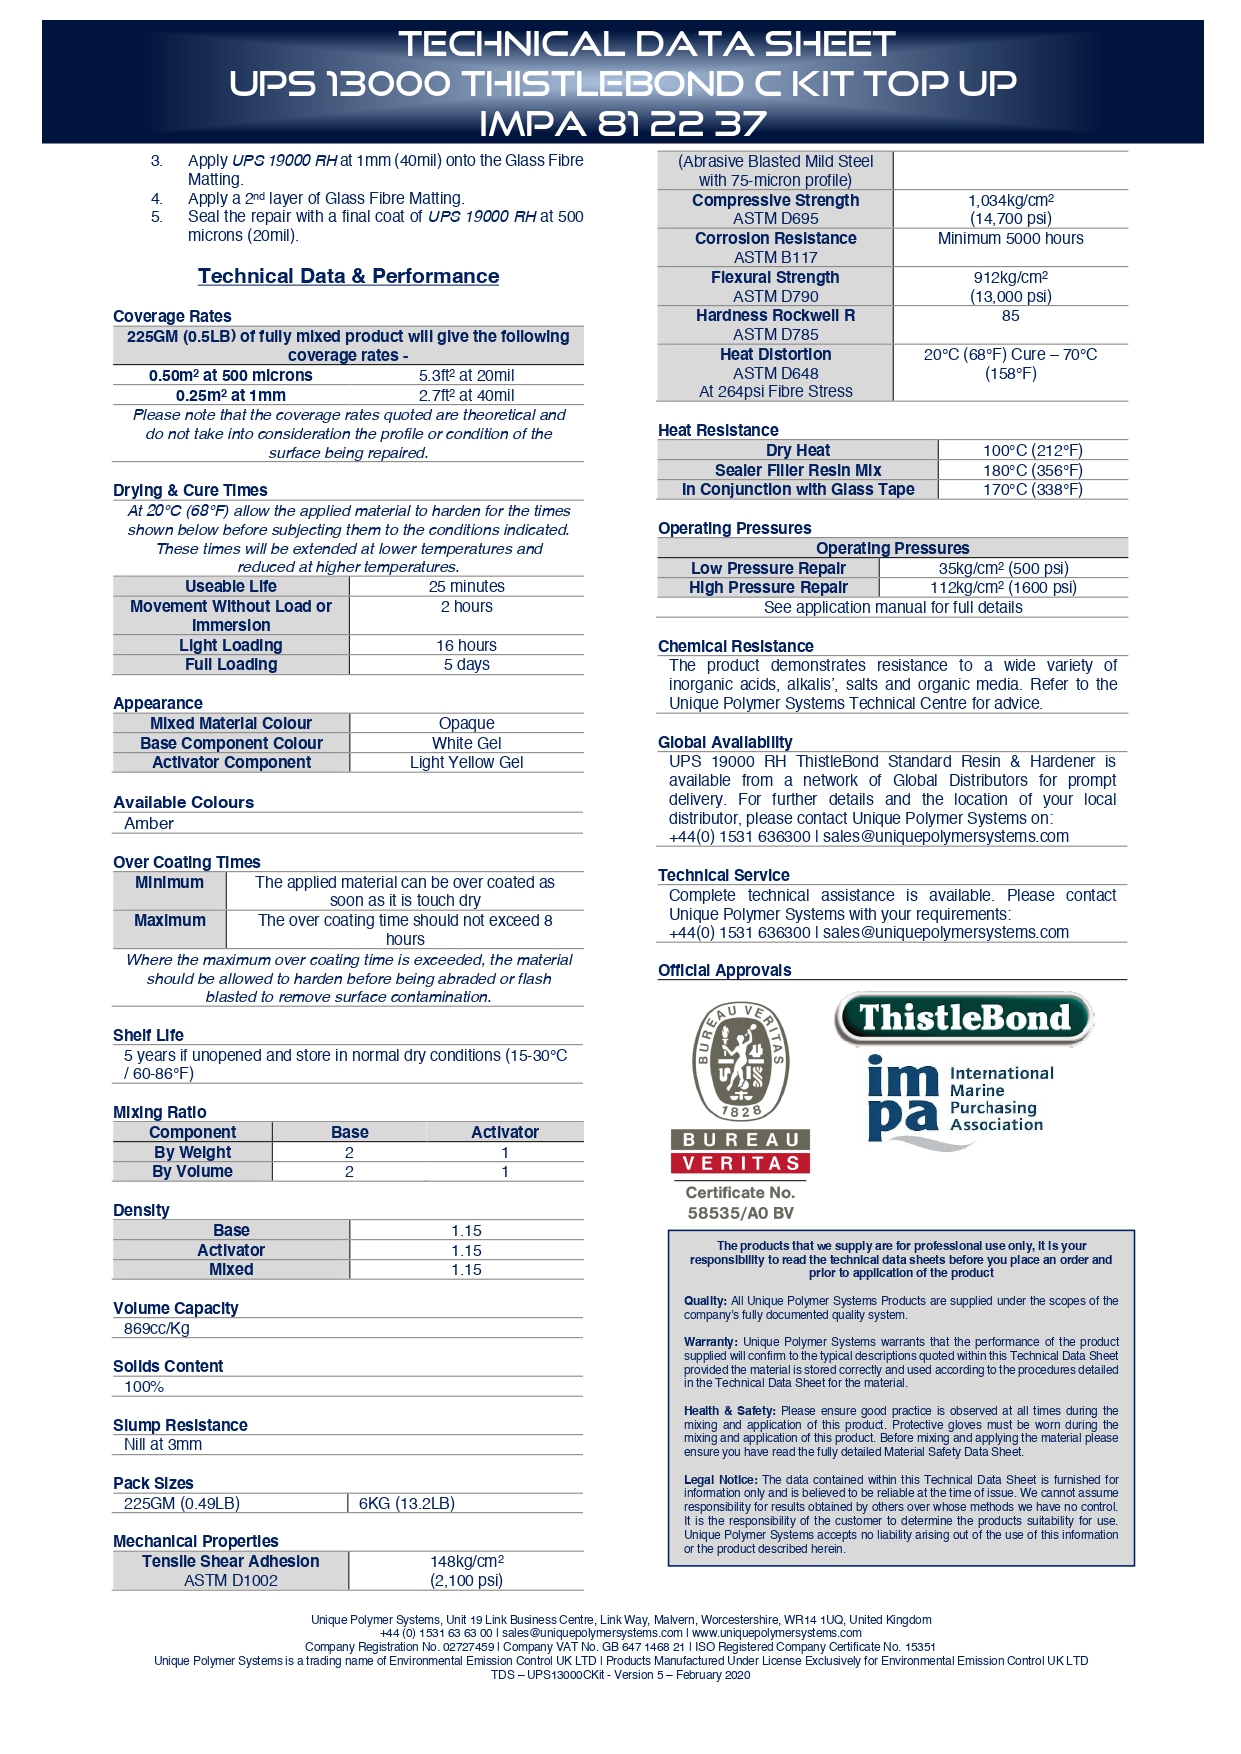 TECHNICAL DATA SHEET
UPS 13000 THISTLEBOND C KIT TOP UP
IMPA 81 22 37
3. Apply UPS 19000 RH at 1mm (40mil) onto the Glass Fibre
Matting.
4. Apply a 2nd layer of Glass Fibre Matting.
5. Seal the repair with a final coat of UPS 19000 RH at 500
microns (20mil).
Technical Data & Performance
Coverage Rates
225GM (0.5LB) of fully mixed product will give the following
coverage rates -
0.50m² at 500 microns 5.3ft² at 20mil
0.25m² at 1mm 2.7ft² at 40mil
Please note that the coverage rates quoted are theoretical and
do not take into consideration the profile or condition of the
surface being repaired.
Drying & Cure Times
At 20°C (68°F) allow the applied material to harden for the times
shown below before subjecting them to the conditions indicated.
These times will be extended at lower temperatures and
reduced at higher temperatures.
Useable Life 25 minutes
Movement Without Load or 2 hours
Immersion
Light Loading 16 hours
Full Loading 5 days
Appearance
Mixed Material Colour Opaque
Base Component Colour White Gel
Activator Component Light Yellow Gel
Available Colours
Amber
Over Coating Times
Minimum The applied material can be over coated as
soon as it is touch dry
Maximum The over coating time should not exceed 8
hours
Where the maximum over coating time is exceeded, the material
should be allowed to harden before being abraded or flash
blasted to remove surface contamination.
Shelf Life
5 years if unopened and store in normal dry conditions (15-30°C
/ 60-86°F)
Mixing Ratio
Component Base Activator
By Weight 2 1
By Volume 2 1
Density
Base 1.15
Activator 1.15
Mixed 1.15
Volume Capacity
869cc/Kg
Solids Content
100%
Slump Resistance
Nill at 3mm
Pack Sizes
225GM (0.49LB) 6KG (13.2LB)
Mechanical Properties
Tensile Shear Adhesion 148kg/cm²
ASTM D1002 (2,100 psi)
(Abrasive Blasted Mild Steel
with 75-micron profile)
Compressive Strength 1,034kg/cm²
ASTM D695 (14,700 psi)
Corrosion Resistance Minimum 5000 hours
ASTM B117
Flexural Strength 912kg/cm²
ASTM D790 (13,000 psi)
Hardness Rockwell R 85
ASTM D785
Heat Distortion 20°C (68°F) Cure – 70°C
ASTM D648 (158°F)
At 264psi Fibre Stress
Heat Resistance
Dry Heat 100°C (212°F)
Sealer Filler Resin Mix 180°C (356°F)
In Conjunction with Glass Tape 170°C (338°F)
Operating Pressures
Operating Pressures
Low Pressure Repair 35kg/cm² (500 psi)
High Pressure Repair 112kg/cm² (1600 psi)
See application manual for full details
Chemical Resistance
The product demonstrates resistance to a wide variety of
inorganic acids, alkalis’, salts and organic media. Refer to the
Unique Polymer Systems Technical Centre for advice.
Global Availability
UPS 19000 RH ThistleBond Standard Resin & Hardener is
available from a network of Global Distributors for prompt
delivery. For further details and the location of your local
distributor, please contact Unique Polymer Systems on:
+44(0) 1531 636300 | sales@uniquepolymersystems.com
Technical Service
Complete technical assistance is available. Please contact
Unique Polymer Systems with your requirements:
+44(0) 1531 636300 | sales@uniquepolymersystems.com
Official Approvals
BUREAU VERITAS
1828
BUREAU
VERITAS
Certificate No.
58535/A0 BV
ThistleBond
impa
International
Marine
Purchasing
Association
The products that we supply are for professional use only, it is your
responsibility to read the technical data sheets before you place an order and
prior to application of the product
Quality: All Unique Polymer Systems Products are supplied under the scopes of the
company’s fully documented quality system.
Warranty: Unique Polymer Systems warrants that the performance of the product
supplied will confirm to the typical descriptions quoted within this Technical Data Sheet
provided the material is stored correctly and used according to the procedures detailed
in the Technical Data Sheet for the material.
Health & Safety: Please ensure good practice is observed at all times during the
mixing and application of this product. Protective gloves must be worn during the
mixing and application of this product. Before mixing and applying the material please
ensure you have read the fully detailed Material Safety Data Sheet.
Legal Notice: The data contained within this Technical Data Sheet is furnished for
information only and is believed to be reliable at the time of issue. We cannot assume
responsibility for results obtained by others over whose methods we have no control.
It is the responsibility of the customer to determine the products suitability for use.
Unique Polymer Systems accepts no liability arising out of the use of this information
or the product described herein.
Unique Polymer Systems, Unit 19 Link Business Centre, Link Way, Malvern, Worcestershire, WR14 1UQ, United Kingdom
+44 (0) 1531 63 63 00 | sales@uniquepolymersystems.com | www.uniquepolymersystems.com
Company Registration No. 02727459 | Company VAT No. GB 647 1468 21 | ISO Registered Company Certificate No. 15351
Unique Polymer Systems is a trading name of Environmental Emission Control UK LTD | Products Manufactured Under License Exclusively for Environmental Emission Control UK LTD
TDS – UPS13000CKit - Version 5 – February 2020